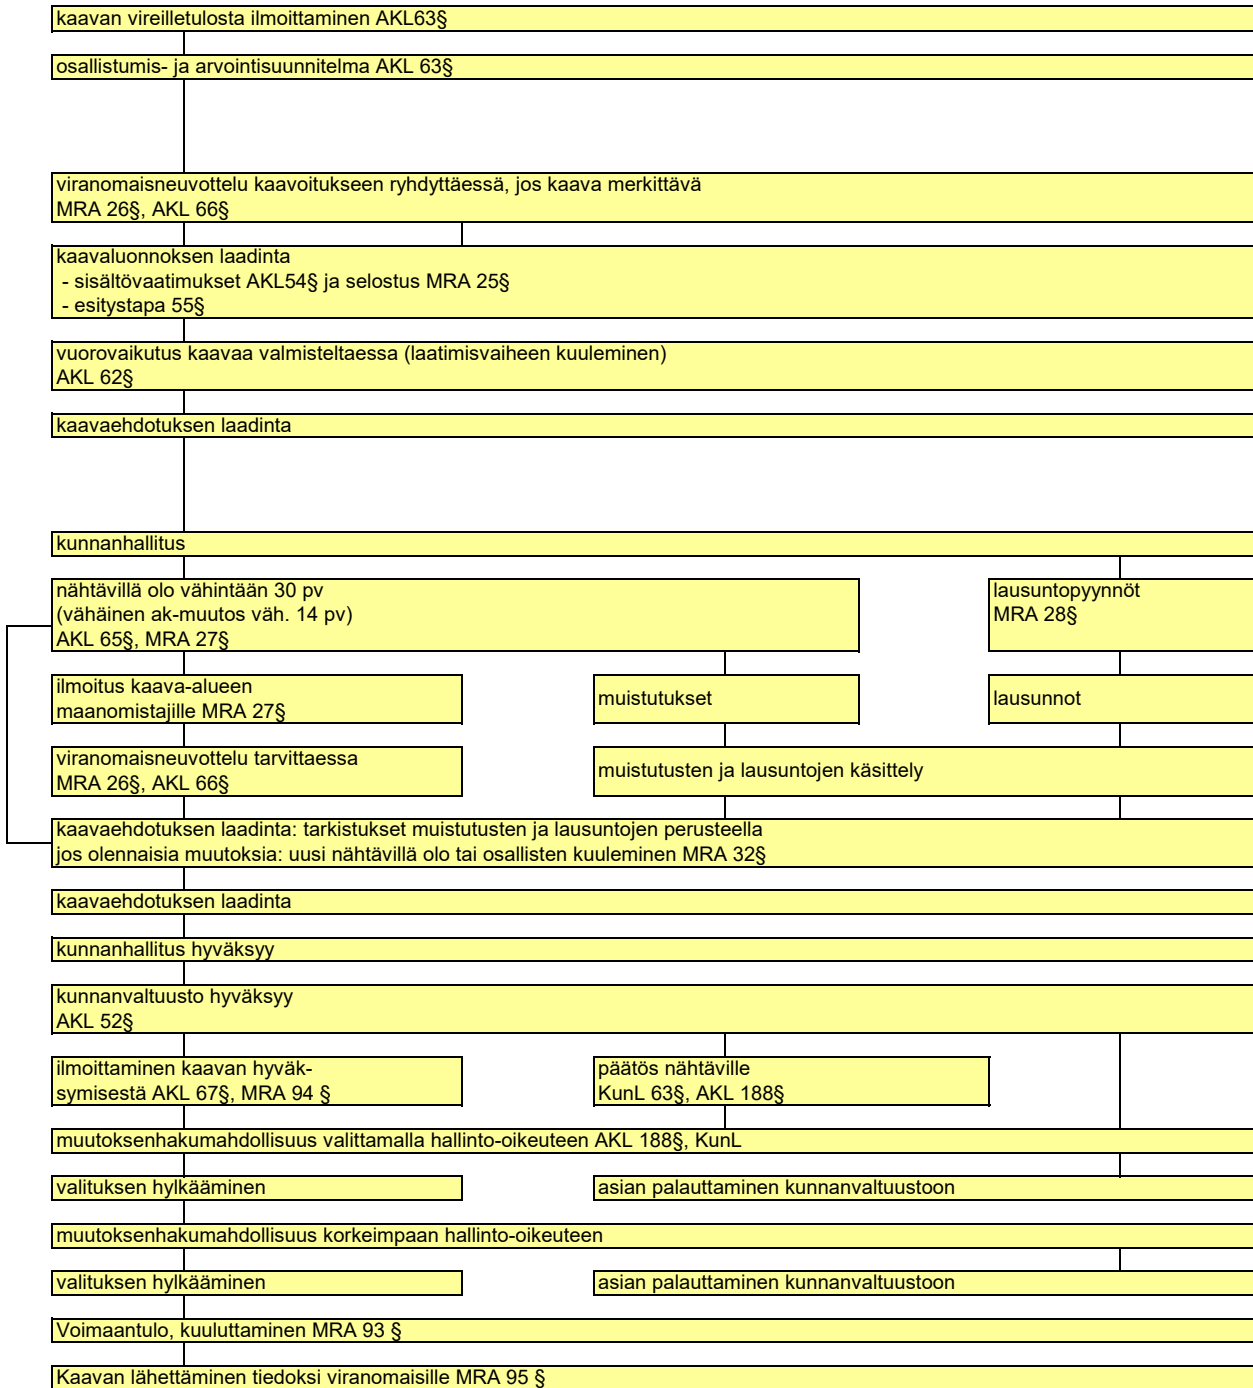 kaavan vireilletulosta ilmoittaminen AKL63§
osallistumis- ja arvointisuunnitelma AKL 63§
viranomaisneuvottelu kaavoitukseen ryhdyttäessä, jos kaava merkittävä
MRA 26§, AKL 66§
kaavaluonnoksen laadinta
- sisältövaatimukset AKL54§ ja selostus MRA 25§
- esitystapa 55§
vuorovaikutus kaavaa valmisteltaessa (laatimisvaiheen kuuleminen)
AKL 62§
kaavaehdotuksen laadinta
kunnanhallitus
nähtävillä olo vähintään 30 pv
(vähäinen ak-muutos väh. 14 pv)
AKL 65§, MRA 27§
lausuntopyynnöt
MRA 28§
ilmoitus kaava-alueen
maanomistajille MRA 27§
muistutukset
lausunnot
viranomaisneuvottelu tarvittaessa
MRA 26§, AKL 66§
muistutusten ja lausuntojen käsittely
kaavaehdotuksen laadinta: tarkistukset muistutusten ja lausuntojen perusteella
jos olennaisia muutoksia: uusi nähtävillä olo tai osallisten kuuleminen MRA 32§
kaavaehdotuksen laadinta
kunnanhallitus hyväksyy
kunnanvaltuusto hyväksyy
AKL 52§
ilmoittaminen kaavan hyväk-
symisestä AKL 67§, MRA 94 §
päätös nähtäville
KunL 63§, AKL 188§
muutoksenhakumahdollisuus valittamalla hallinto-oikeuteen AKL 188§, KunL
valituksen hylkääminen
asian palauttaminen kunnanvaltuustoon
muutoksenhakumahdollisuus korkeimpaan hallinto-oikeuteen
valituksen hylkääminen
asian palauttaminen kunnanvaltuustoon
Voimaantulo, kuuluttaminen MRA 93 §
Kaavan lähettäminen tiedoksi viranomaisille MRA 95 §